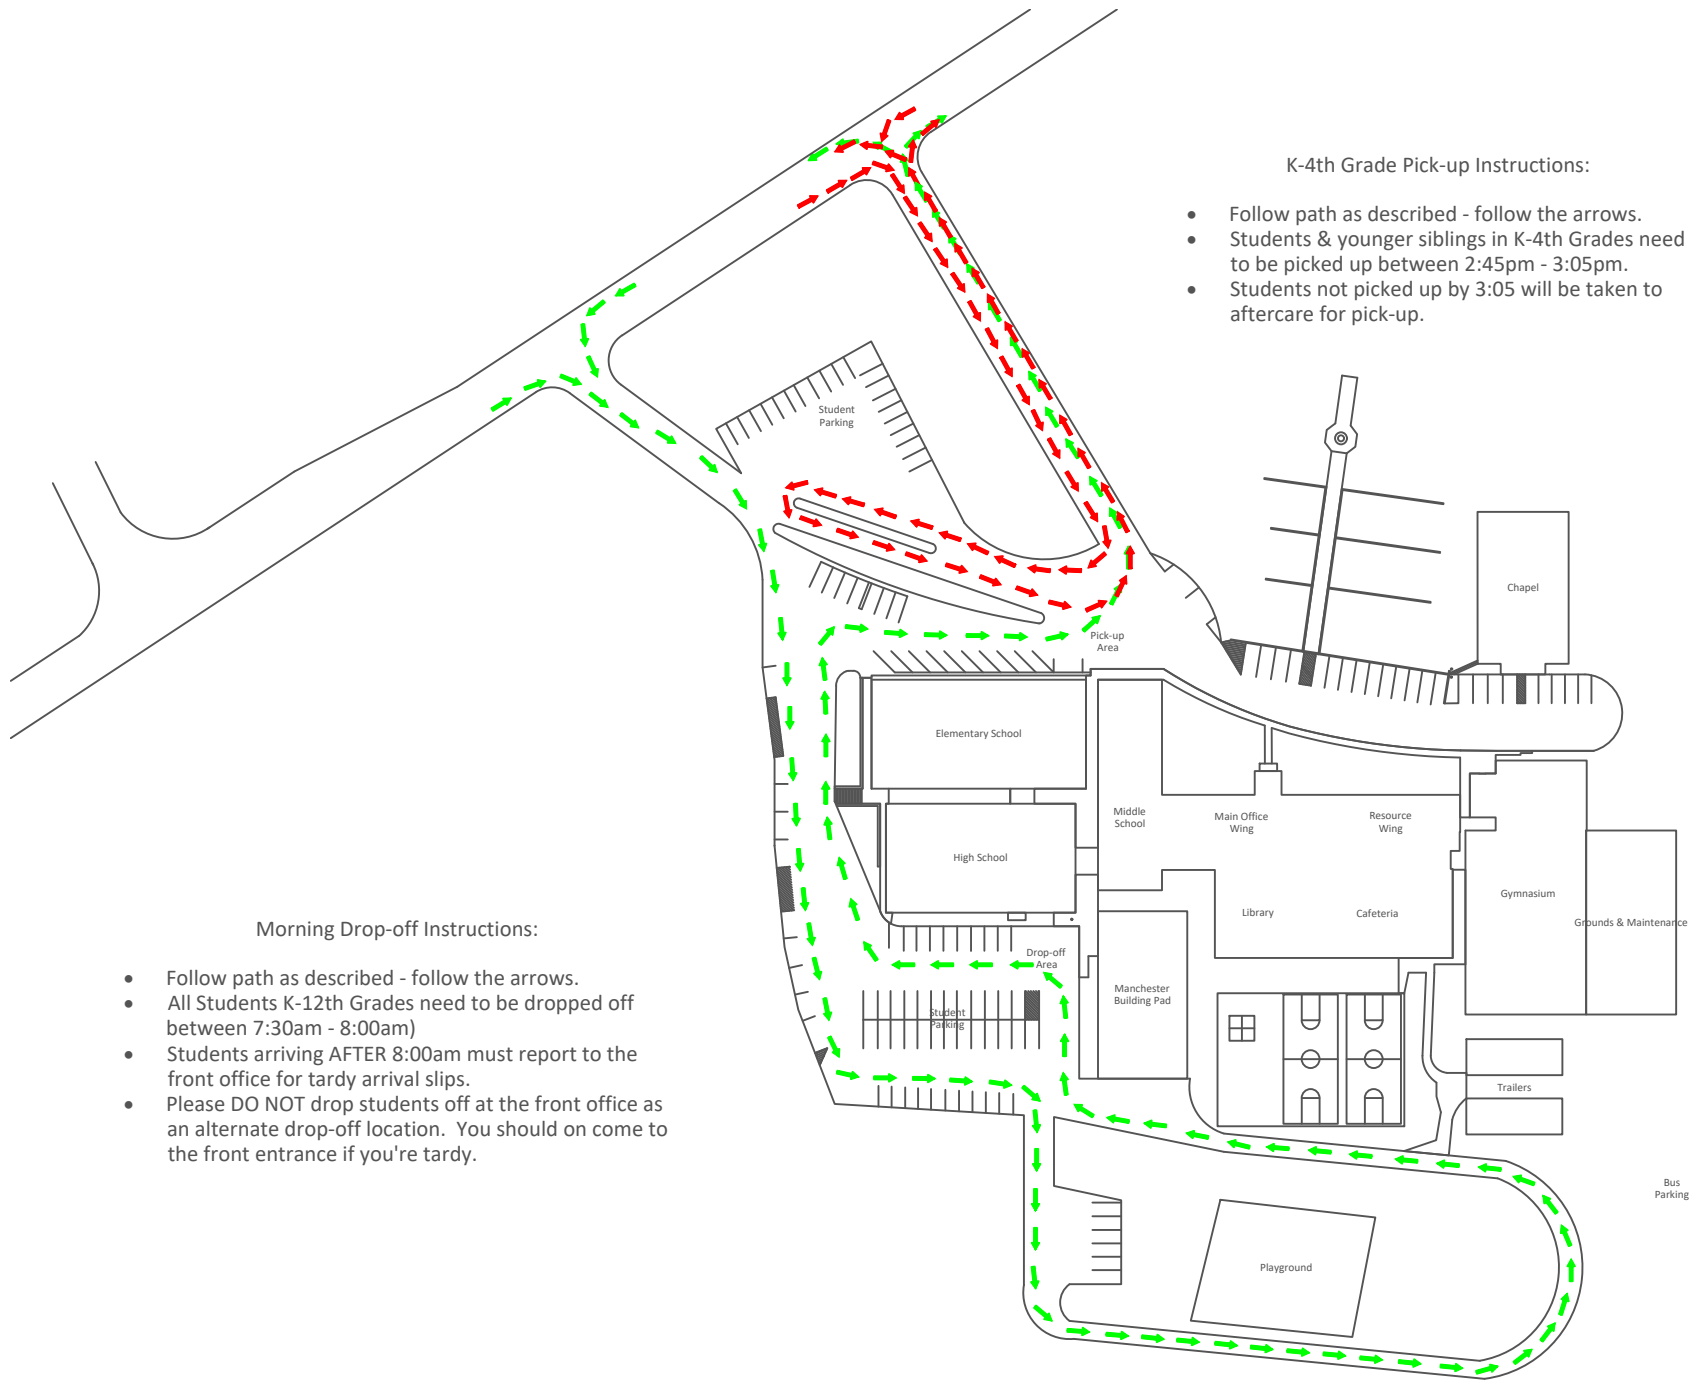 K-4th Grade Pick-up Instructions:
• Follow path as described - follow the arrows.
• Students & younger siblings in K-4th Grades need
to be picked up between 2:45pm - 3:05pm.
• Students not picked up by 3:05 will be taken to
aftercare for pick-up.
Student
Parking
Chapel
Pick-up
Area
Elementary School
Middle
School
Main Office
Wing
Resource
Wing
High School
Gymnasium
Library
Cafeteria
Grounds & Maintenance
Drop-off
Area
Manchester
Building Pad
Student
Parking
Trailers
Bus
Parking
Playground
Morning Drop-off Instructions:
• Follow path as described - follow the arrows.
• All Students K-12th Grades need to be dropped off
between 7:30am - 8:00am)
• Students arriving AFTER 8:00am must report to the
front office for tardy arrival slips.
• Please DO NOT drop students off at the front office as
an alternate drop-off location.  You should on come to
the front entrance if you're tardy.